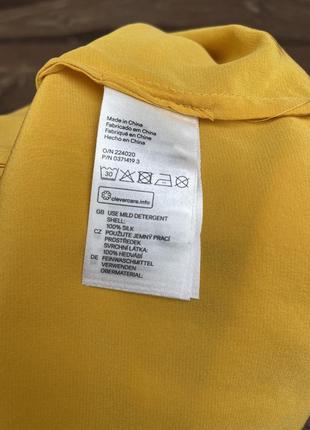 Made in China
Fabricado em China
Fabriqué en Chine
Hecho en China
O/N 224020
P/N 0371419 3
30
clevercare.info
GB USE MILD DETERGENT
SHELL:
100% SILK
CZ POUŽIJTE JEMNÝ PRACÍ
PROSTŘEDEK
SVRCHNÍ LÁTKA:
100% HEDVÁBÍ
DE FEINWASCHMITTEL
VERWENDEN
OBERMATERIAL: